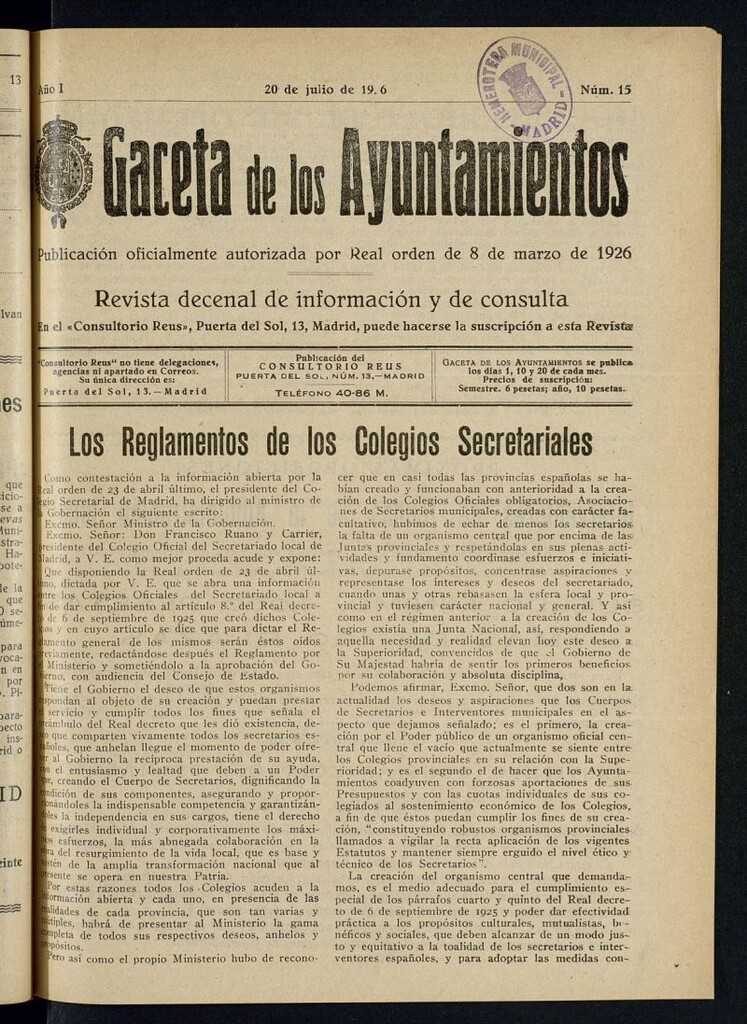 13
Año I
20 de julio de 19.6
Núm. 15
HEMEROTECA MUNICIPAL
MADRID
Gaceta de los Ayuntamientos
Publicación oficialmente autorizada por Real orden de 8 de marzo de 1926
Revista decenal de información y de consulta
En el «Consultorio Reus», Puerta del Sol, 13, Madrid, puede hacerse la suscripción a esta Revista
"Consultorio Reus" no tiene delegaciones,
agencias ni apartado en Correos.
Su única dirección es:
Puerta del Sol, 13.—Madrid
Publicación del
CONSULTORIO REUS
PUERTA DEL SOL, NÚM. 13,—MADRID
TELÉFONO 40-86 M.
GACETA DE LOS AYUNTAMIENTOS se publica
los días 1, 10 y 20 de cada mes.
Precios de suscripción:
Semestre. 6 pesetas; año, 10 pesetas.
Los Reglamentos de los Colegios Secretariales
Como contestación a la información abierta por la
Real orden de 23 de abril último, el presidente del Co-
legio Secretarial de Madrid, ha dirigido al ministro de
la Gobernación el siguiente escrito:
Excmo. Señor Ministro de la Gobernación.
Excmo. Señor: Don Francisco Ruano y Carrier,
presidente del Colegio Oficial del Secretariado local de
Madrid, a V. E. como mejor proceda acude y expone:
Que disponiendo la Real orden de 23 de abril úl-
imo, dictada por V. E. que se abra una información
ntre los Colegios Oficiales del Secretariado local a
n de dar cumplimiento al artículo 8.º del Real decre-
de 6 de septiembre de 1925 que creó dichos Cole-
os y en cuyo artículo se dice que para dictar el Re-
amento general de los mismos serán éstos oídos
reviamente, redactándose después el Reglamento por
Ministerio y sometiéndolo a la aprobación del Go-
ierno, con audiencia del Consejo de Estado.
Tiene el Gobierno el deseo de que estos organismos
spondan al objeto de su creación y puedan prestar
servicio y cumplir todos los fines que señala el
reámbulo del Real decreto que les dió existencia, de-
o que comparten vivamente todos los secretarios es-
añoles, que anhelan llegue el momento de poder ofre-
r al Gobierno la recíproca prestación de su ayuda,
n el entusiasmo y lealtad que deben a un Poder
ue, creando el Cuerpo de Secretarios, dignificando la
ndición de sus componentes, asegurando y propor-
onándoles la indispensable competencia y garantizán-
les la independencia en sus cargos, tiene el derecho
exigirles individual y corporativamente los máxi-
os esfuerzos, la más abnegada colaboración en la
ra del resurgimiento de la vida local, que es base y
stén de la amplia transformación nacional que al
esente se opera en nuestra Patria.
Por estas razones todos los Colegios acuden a la
ormación abierta y cada uno, en presencia de las
alidades de cada provincia, que son tan varias y
ltiples, habrá de presentar al Ministerio la gama
mpleta de todos sus respectivos deseos, anhelos y
opósitos.
Pero así como el propio Ministerio hubo de recono-
cer que en casi todas las provincias españolas se ha-
bían creado y funcionaban con anterioridad a la crea-
ción de los Colegios Oficiales obligatorios, Asociacio-
nes de Secretarios municipales, creadas con carácter fa-
cultativo, hubimos de echar de menos los secretarios
la falta de un organismo central que por encima de las
Juntas provinciales y respetándolas en sus plenas acti-
vidades y fundamento coordinase esfuerzos e iniciati-
vas, depurase propósitos, concentrase aspiraciones y
representase los intereses y deseos del secretariado,
cuando unas y otras rebasasen la esfera local y pro-
vincial y tuviesen carácter nacional y general. Y así
como en el régimen anterior a la creación de los Co-
legios existía una Junta Nacional, así, respondiendo a
aquella necesidad y realidad elevan hoy este deseo a
la Superioridad, convencidos de que el Gobierno de
Su Majestad habría de sentir los primeros beneficios
por su colaboración y absoluta disciplina,
Podemos afirmar, Excmo. Señor, que dos son en la
actualidad los deseos y aspiraciones que los Cuerpos
de Secretarios e Interventores municipales en el as-
pecto que dejamos señalado; es el primero, la crea-
ción por el Poder público de un organismo oficial cen-
tral que llene el vacío que actualmente se siente entre
los Colegios provinciales en su relación con la Supe-
rioridad; y es el segundo el de hacer que los Ayunta-
mientos coadyuven con forzosas aportaciones de sus
Presupuestos y con las cuotas individuales de sus co-
legiados al sostenimiento económico de los Colegios,
a fin de que éstos puedan cumplir los fines de su crea-
ción, "constituyendo robustos organismos provinciales
llamados a vigilar la recta aplicación de los vigentes
Estatutos y mantener siempre erguido el nivel ético y
técnico de los Secretarios".
La creación del organismo central que demanda-
mos, es el medio adecuado para el cumplimiento es-
pecial de los párrafos cuarto y quinto del Real decre-
to de 6 de septiembre de 1925 y poder dar efectividad
práctica a los propósitos culturales, mutualistas, be-
néficos y sociales, que deben alcanzar de un modo jus-
to y equitativo a la toalidad de los secretarios e inter-
ventores españoles, y para adoptar las medidas con-